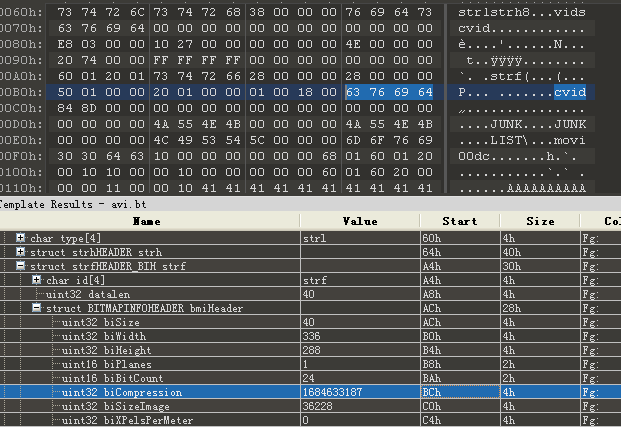 0060h: 73 74 72 6C 73 74 72 68 38 00 00 00 76 69 64 73 strlstrh8...vids
0070h: 63 76 69 64 00 00 00 00 00 00 00 00 00 00 00 00 cvid............
0080h: E8 03 00 00 10 27 00 00 00 00 00 00 4E 00 00 00 è....'......N...
0090h: 20 74 00 00 FF FF FF FF 00 00 00 00 00 00 00 00 t..ÿÿÿÿ........
00A0h: 60 01 20 01 73 74 72 66 28 00 00 00 28 00 00 00 `. .strf(...(...
00B0h: 50 01 00 00 20 01 00 00 01 00 18 00 63 76 69 64 P... .......cvid
00C0h: 84 8D 00 00 00 00 00 00 00 00 00 00 00 00 00 00 „...............
00D0h: 00 00 00 00 4A 55 4E 4B 00 00 00 00 4A 55 4E 4B ....JUNK....JUNK
00E0h: 00 00 00 00 4C 49 53 54 5C 00 00 00 6D 6F 76 69 ....LIST\...movi
00F0h: 30 30 64 63 10 00 00 00 00 00 00 68 01 60 01 20 00dc.......h.`.
0100h: 00 10 10 00 00
0110h: 00 00 11 00 00 10 41 41 41 41 41 41 41 41 41 41 ......AAAAAAAAAA
Template Results - avi.bt
Name Value Start Size Co
char type[4] strl 60h 4h Fg:
struct strhHEADER strh 64h 40h Fg:
struct strfHEADER_BIH strf A4h 30h Fg:
char id[4] strf A4h 4h Fg:
uint32 datalen 40 A8h 4h Fg:
struct BITMAPINFOHEADER bmiHeader ACh 28h Fg:
uint32 biSize 40 ACh 4h Fg:
uint32 biWidth 336 B0h 4h Fg:
uint32 biHeight 288 B4h 4h Fg:
uint16 biPlanes 1 B8h 2h Fg:
uint16 biBitCount 24 BAh 2h Fg:
uint32 biCompression 1684633187 BCh 4h Fg:
uint32 biSizeImage 36228 C0h 4h Fg:
uint32 biXPelsPerMeter 0 C4h 4h Fg: